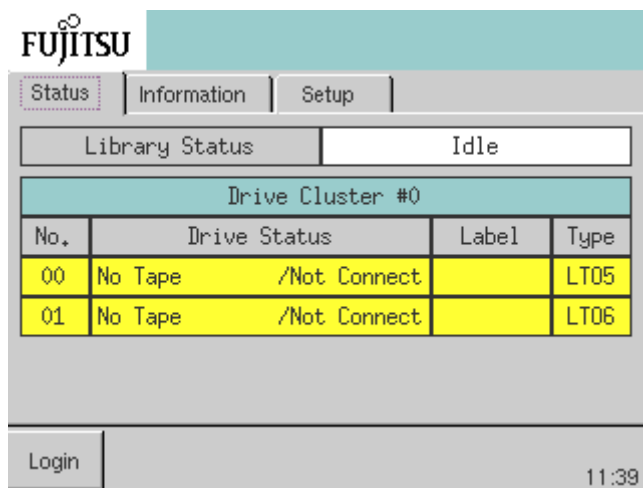 FUJITSU
Status Information Setup
Library Status Idle
Drive Cluster #0
No. Drive Status Label Type
00 No Tape /Not Connect LTO5
01 No Tape /Not Connect LTO6
Login
11:39